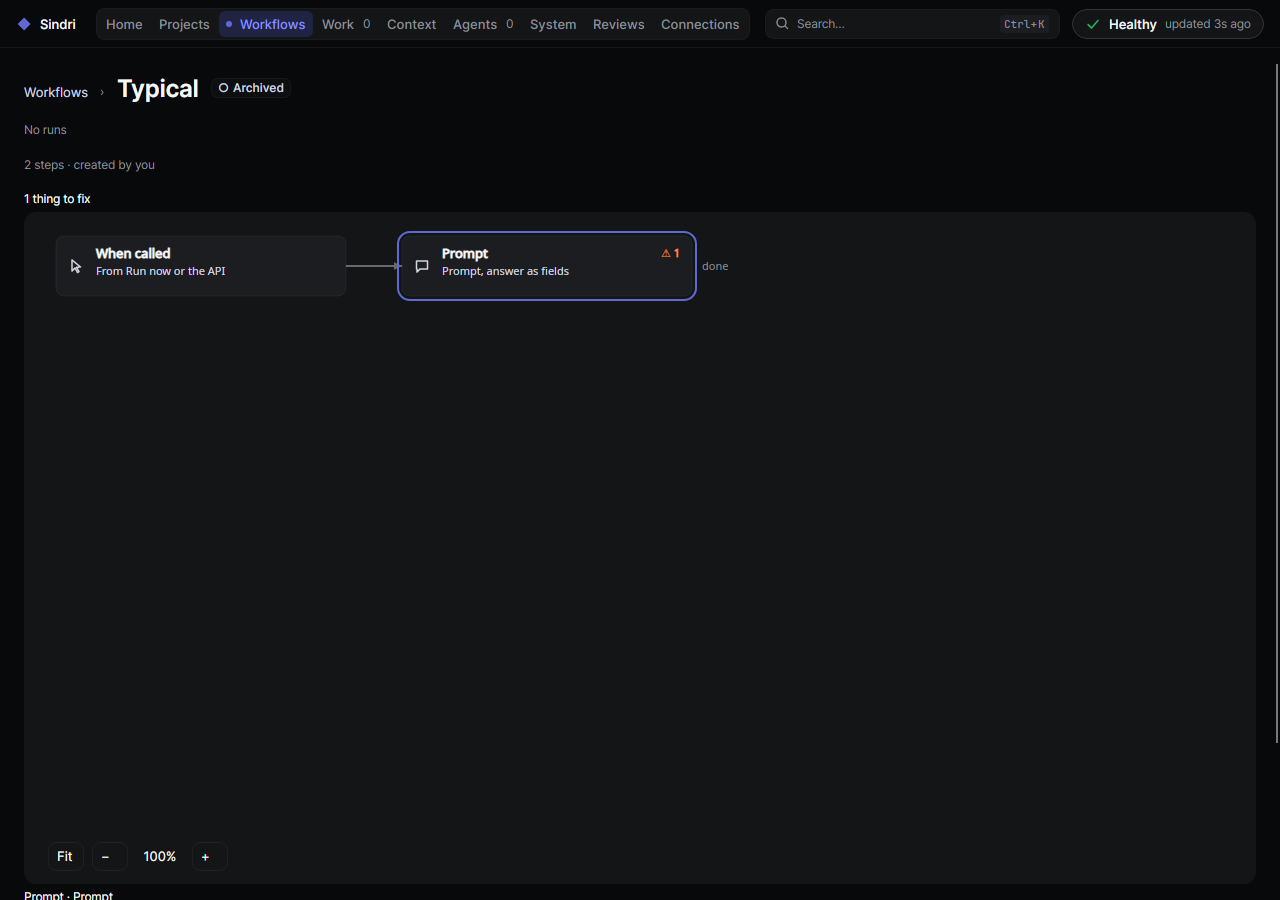 Sindri Home Projects Workflows Work 0 Context Agents 0 System Reviews Connections Search... Ctrl+K Healthy updated 3s ago
Workflows › Typical Archived
No runs
2 steps · created by you
1 thing to fix
When called
From Run now or the API
Prompt ⚠ 1
Prompt, answer as fields
done
Fit − 100% +
Prompt · Prompt